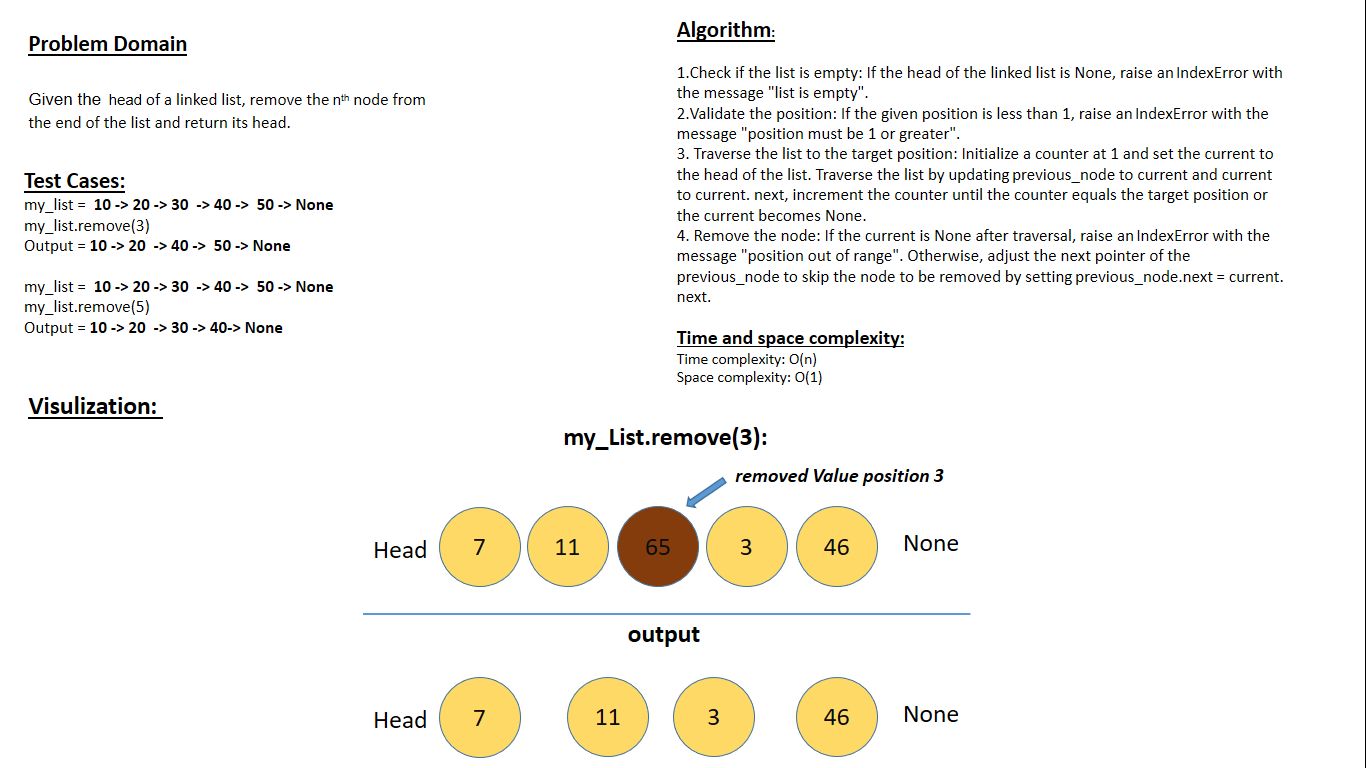 Problem Domain
Given the head of a linked list, remove the nth node from
the end of the list and return its head.
Test Cases:
my_list = 10 -> 20 -> 30 -> 40 -> 50 -> None
my_list.remove(3)
Output = 10 -> 20 -> 40 -> 50 -> None
my_list = 10 -> 20 -> 30 -> 40 -> 50 -> None
my_list.remove(5)
Output = 10 -> 20 -> 30 -> 40-> None
Algorithm:
1.Check if the list is empty: If the head of the linked list is None, raise an IndexError with
the message "list is empty".
2.Validate the position: If the given position is less than 1, raise an IndexError with the
message "position must be 1 or greater".
3. Traverse the list to the target position: Initialize a counter at 1 and set the current to
the head of the list. Traverse the list by updating previous_node to current and current
to current. next, increment the counter until the counter equals the target position or
the current becomes None.
4. Remove the node: If the current is None after traversal, raise an IndexError with the
message "position out of range". Otherwise, adjust the next pointer of the
previous_node to skip the node to be removed by setting previous_node.next = current.
next.
Time and space complexity:
Time complexity: O(n)
Space complexity: O(1)
Visulization:
my_List.remove(3):
removed Value position 3
Head 7 11 65 3 46 None
output
Head 7 11 3 46 None